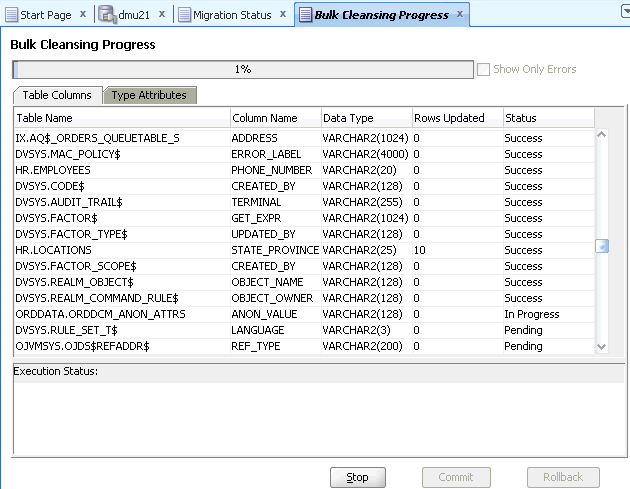 Start Page x dmu21 x Migration Status x Bulk Cleansing Progress x
Bulk Cleansing Progress
1% Show Only Errors
Table Columns Type Attributes
Table Name Column Name Data Type Rows Updated Status
IX.AQ$_ORDERS_QUEUETABLE_S ADDRESS VARCHAR2(1024) 0 Success
DVSYS.MAC_POLICY$ ERROR_LABEL VARCHAR2(4000) 0 Success
HR.EMPLOYEES PHONE_NUMBER VARCHAR2(20) 0 Success
DVSYS.CODE$ CREATED_BY VARCHAR2(128) 0 Success
DVSYS.AUDIT_TRAIL$ TERMINAL VARCHAR2(255) 0 Success
DVSYS.FACTOR$ GET_EXPR VARCHAR2(1024) 0 Success
DVSYS.FACTOR_TYPE$ UPDATED_BY VARCHAR2(128) 0 Success
HR.LOCATIONS STATE_PROVINCE VARCHAR2(25) 10 Success
DVSYS.FACTOR_SCOPE$ CREATED_BY VARCHAR2(128) 0 Success
DVSYS.REALM_OBJECT$ OBJECT_NAME VARCHAR2(128) 0 Success
DVSYS.REALM_COMMAND_RULE$ OBJECT_OWNER VARCHAR2(128) 0 Success
ORDDATA.ORDDCM_ANON_ATTRS ANON_VALUE VARCHAR2(128) 0 In Progress
DVSYS.RULE_SET_T$ LANGUAGE VARCHAR2(3) 0 Pending
OJVMSYS.OJDS$REFADDR$ REF_TYPE VARCHAR2(200) 0 Pending
Execution Status:
Stop Commit Rollback